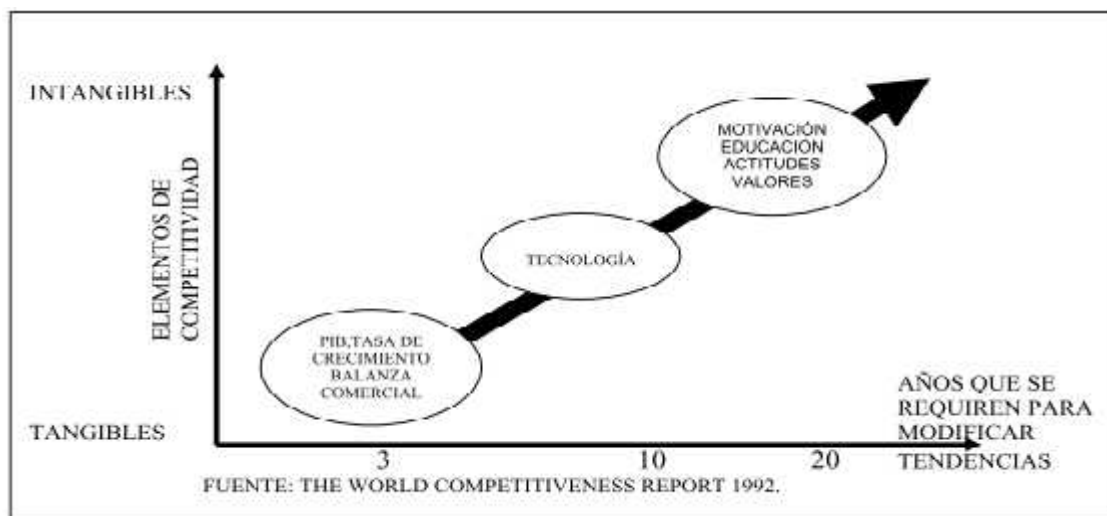 INTANGIBLES
ELEMENTOS DE
COMPETITIVIDAD
TANGIBLES
MOTIVACIÓN
EDUCACION
ACTITUDES
VALORES
TECNOLOGÍA
PIB,TASA DE
CRECIMIENTO
BALANZA
COMERCIAL
3
10
20
AÑOS QUE SE
REQUIREN PARA
MODIFICAR
TENDENCIAS
FUENTE: THE WORLD COMPETITIVENESS REPORT 1992.